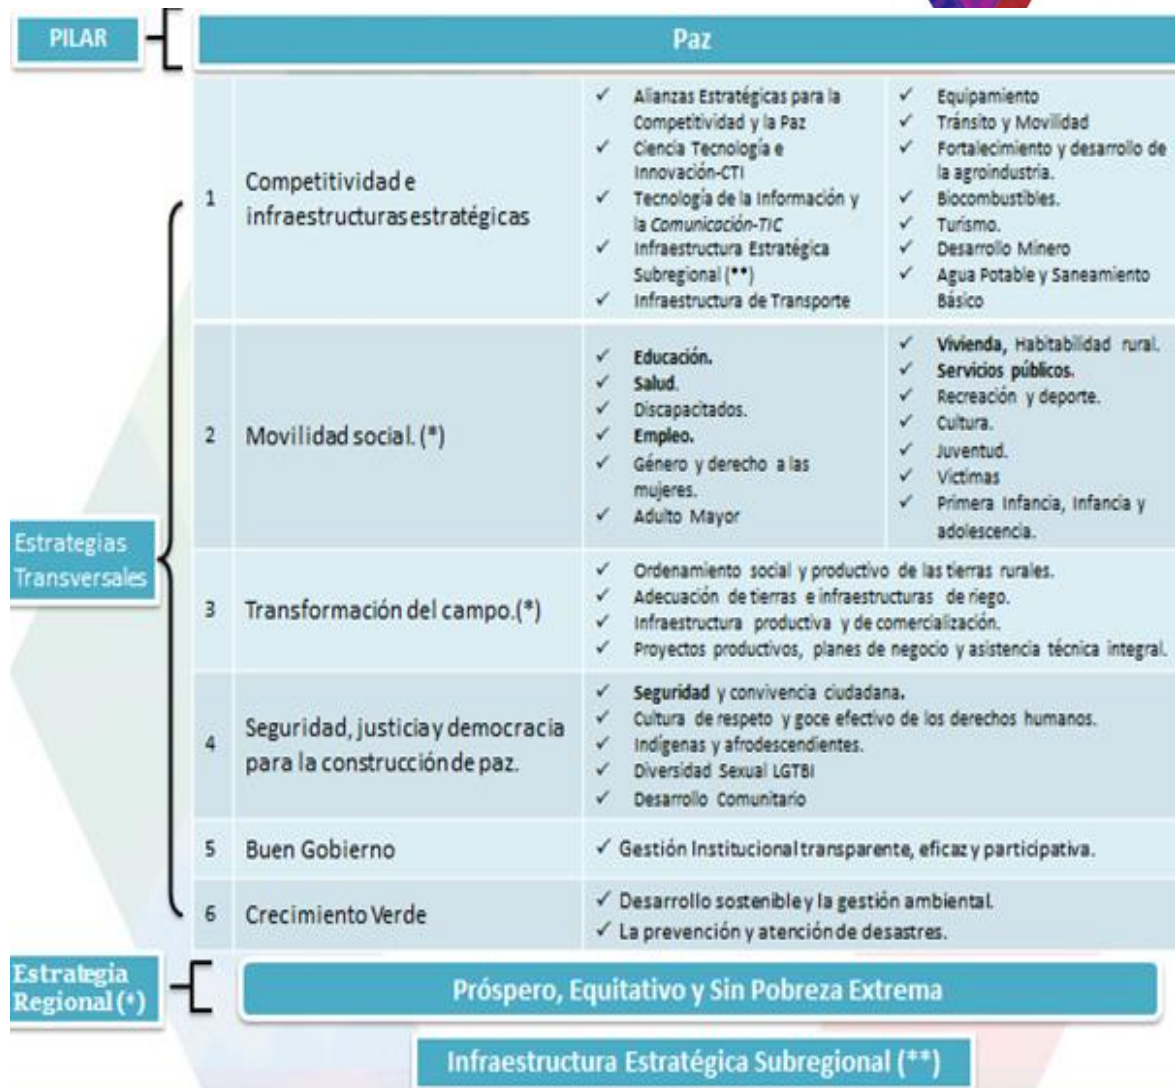 PILAR
Paz
1
Competitividad e
infraestructuras estratégicas
✓ Alianzas Estratégicas para la
Competitividad y la Paz
✓ Ciencia Tecnología e
Innovación-CTI
✓ Tecnología de la Información y
la Comunicación-TIC
✓ Infraestructura Estratégica
Subregional (**)
✓ Infraestructura de Transporte
✓ Equipamiento
✓ Tránsito y Movilidad
✓ Fortalecimiento y desarrollo de
la agroindustria.
✓ Biocombustibles.
✓ Turismo.
✓ Desarrollo Minero
✓ Agua Potable y Saneamiento
Básico
2
Movilidad social. (*)
✓ Educación.
✓ Salud.
✓ Discapacitados.
✓ Empleo.
✓ Género y derecho a las
mujeres.
✓ Adulto Mayor
✓ Vivienda, Habitabilidad rural.
✓ Servicios públicos.
✓ Recreación y deporte.
✓ Cultura.
✓ Juventud.
✓ Victimas
✓ Primera Infancia, Infancia y
adolescencia.
Estrategias
Transversales
3
Transformación del campo.(*)
✓ Ordenamiento social y productivo de las tierras rurales.
✓ Adecuación de tierras e infraestructuras de riego.
✓ Infraestructura productiva y de comercialización.
✓ Proyectos productivos, planes de negocio y asistencia técnica integral.
4
Seguridad, justicia y democracia
para la construcción de paz.
✓ Seguridad y convivencia ciudadana.
✓ Cultura de respeto y goce efectivo de los derechos humanos.
✓ Indígenas y afrodescendientes.
✓ Diversidad Sexual LGTBI
✓ Desarrollo Comunitario
5
Buen Gobierno
✓ Gestión Institucional transparente, eficaz y participativa.
6
Crecimiento Verde
✓ Desarrollo sostenible y la gestión ambiental.
✓ La prevención y atención de desastres.
Estrategia
Regional (*)
Próspero, Equitativo y Sin Pobreza Extrema
Infraestructura Estratégica Subregional (**)